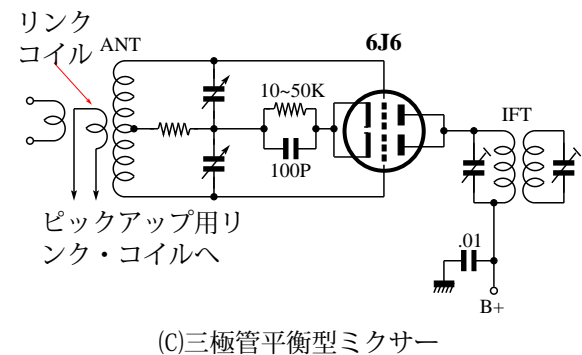 リンク
コイル
ANT
6J6
10~50K
100P
IFT
ピックアップ用リ
ンク・コイルへ
.01
B+
(C)三極管平衡型ミクサー